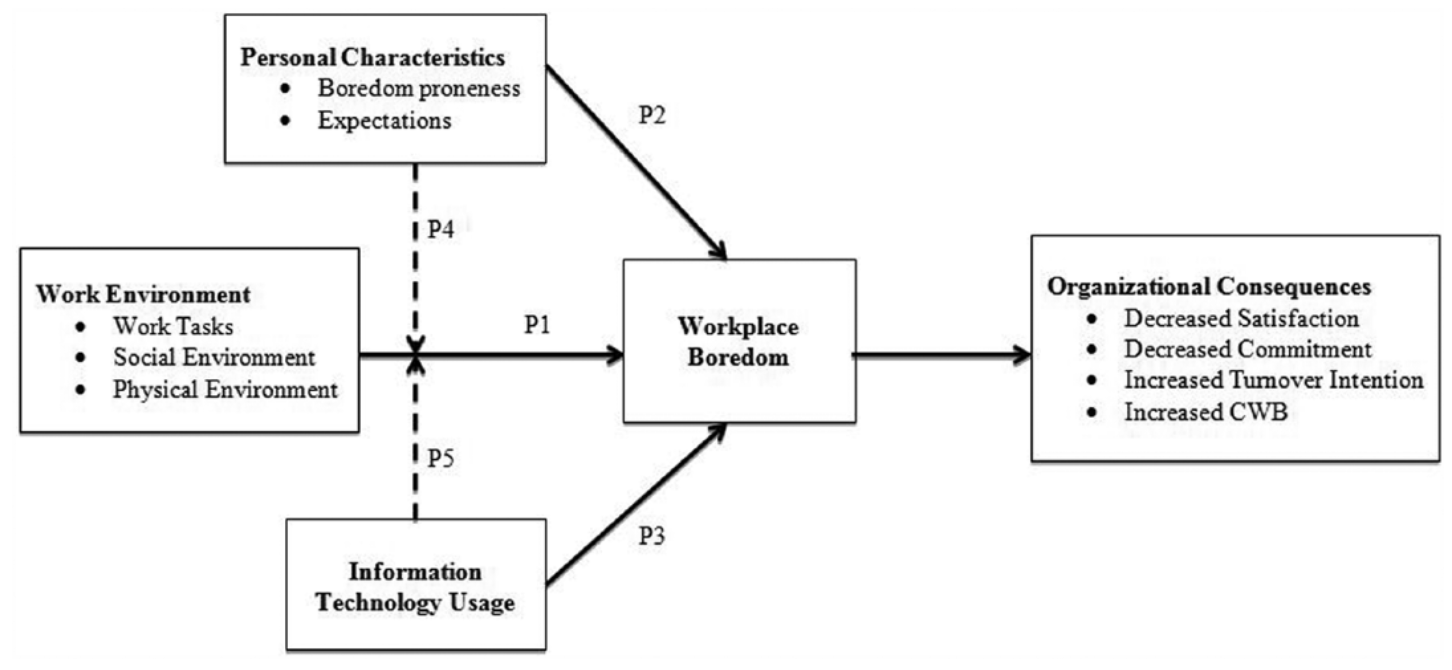 Personal Characteristics
• Boredom proneness
• Expectations
P2
P4
Work Environment
• Work Tasks
• Social Environment
• Physical Environment
P1
Workplace
Boredom
Organizational Consequences
• Decreased Satisfaction
• Decreased Commitment
• Increased Turnover Intention
• Increased CWB
P5
P3
Information
Technology Usage